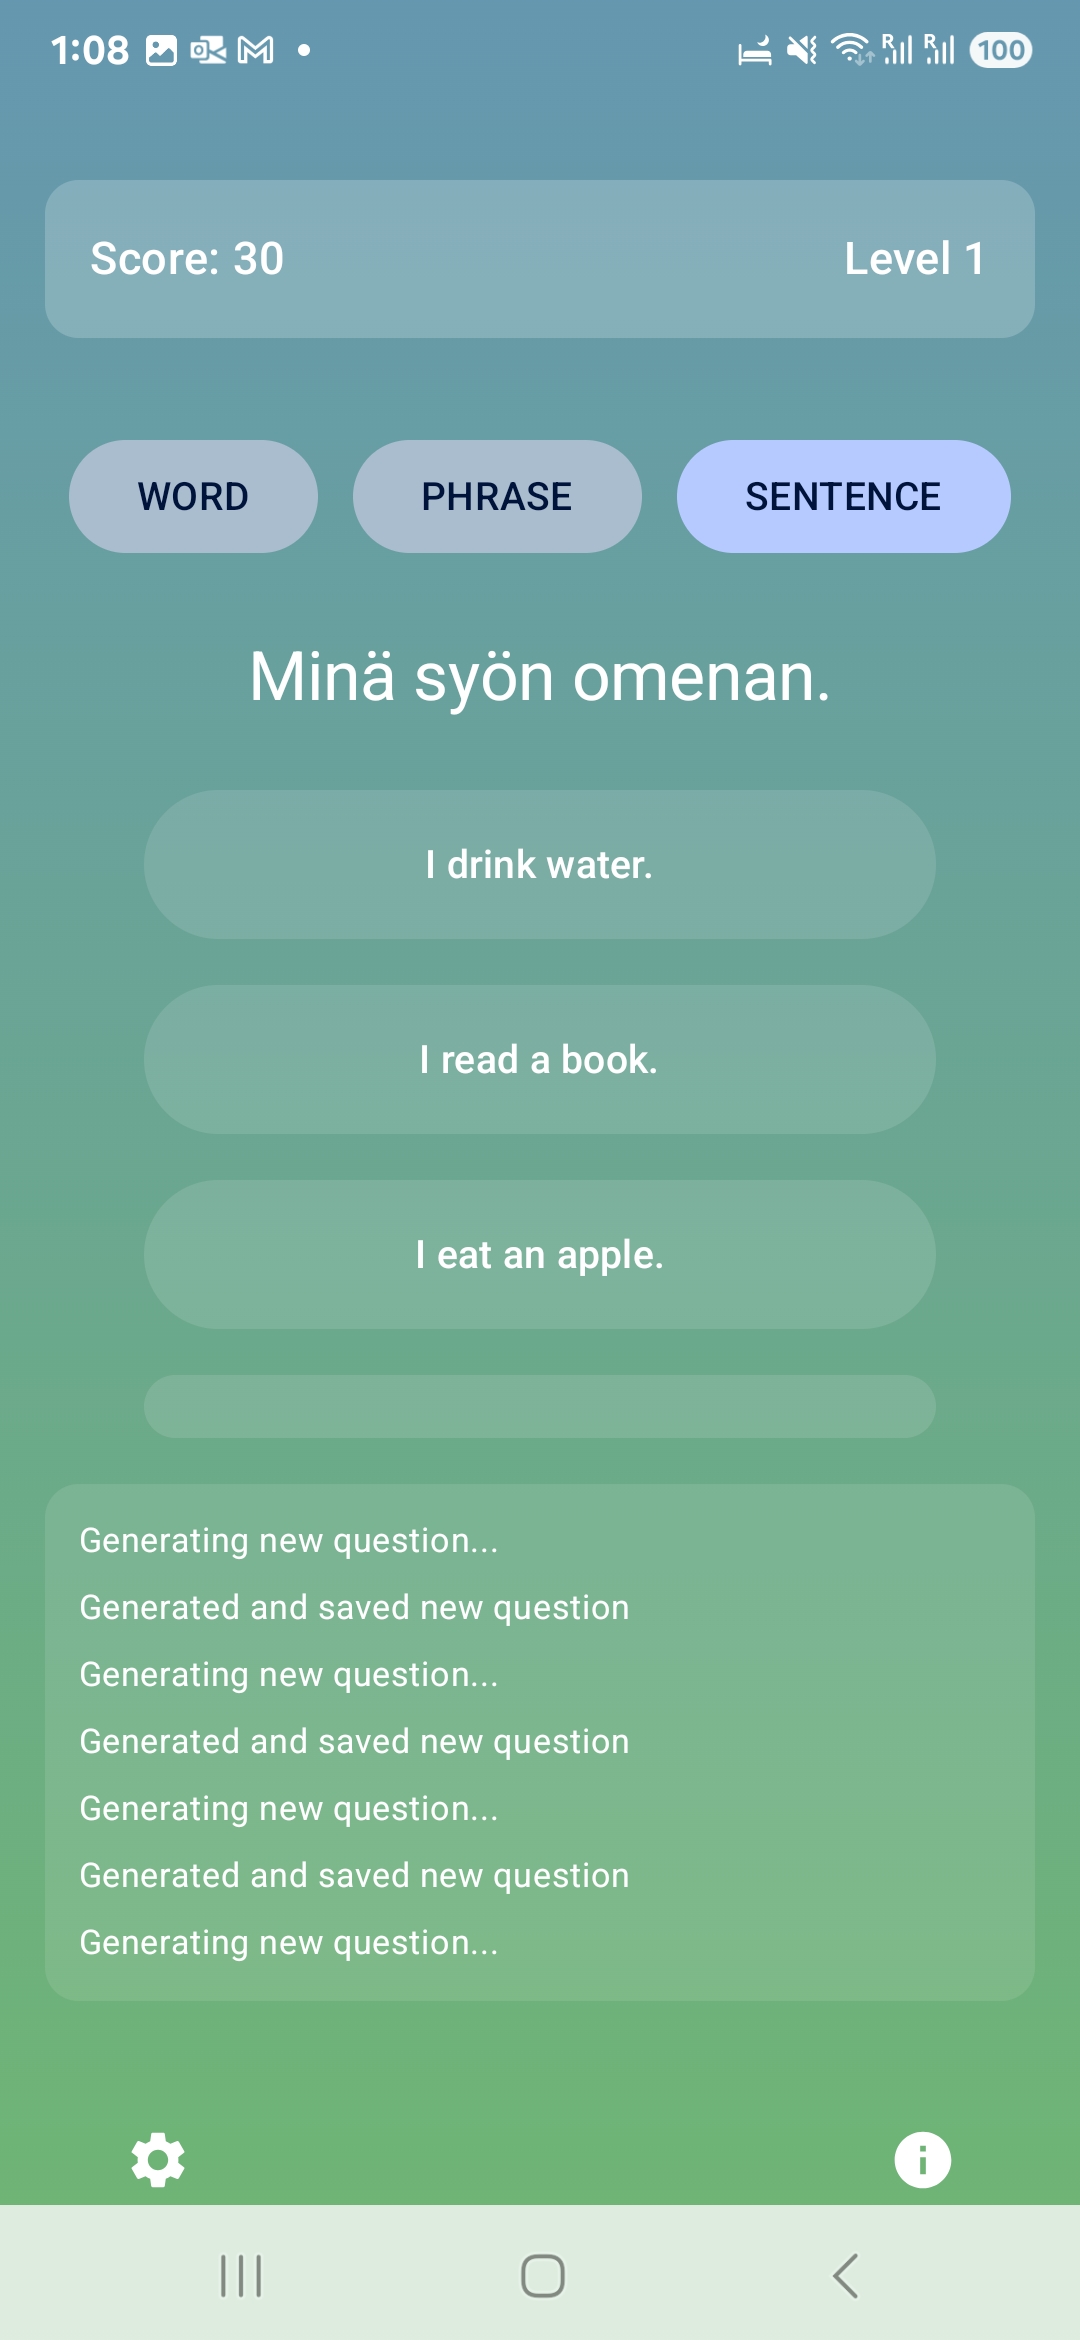 1:08
R R 100
Score: 30
Level 1
WORD
PHRASE
SENTENCE
Minä syön omenan.
I drink water.
I read a book.
I eat an apple.
Generating new question...
Generated and saved new question
Generating new question...
Generated and saved new question
Generating new question...
Generated and saved new question
Generating new question...